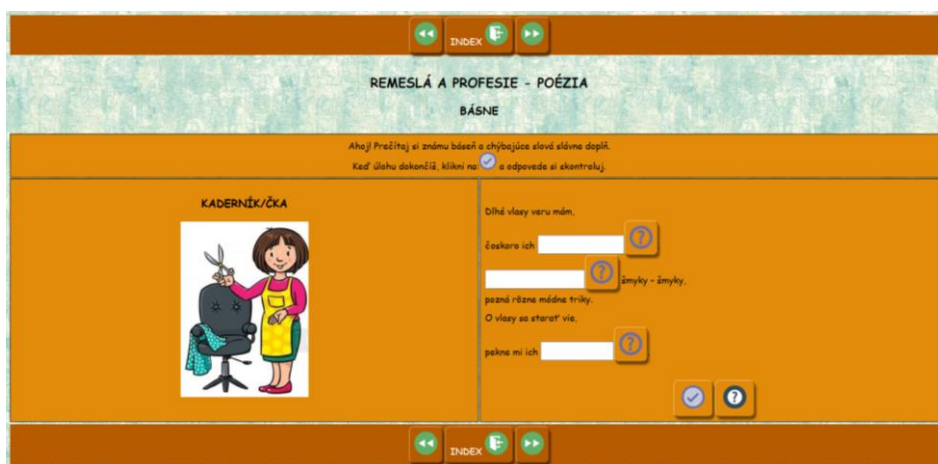 INDEX
REMESLÁ A PROFESIE - POÉZIA
BÁSNE
Ahoj! Prečítaj si známu báseň a chýbajúce slová slávne doplň.
Keď úlohu dokončíš, klikni na a odpovede si skontroluj.
KADERNÍK/ČKA
Dlhé vlasy veru mám,
čoskoro ich
žmyky - žmyky,
pozná rôzne módne triky.
O vlasy sa starať vie,
pekne mi ich
INDEX